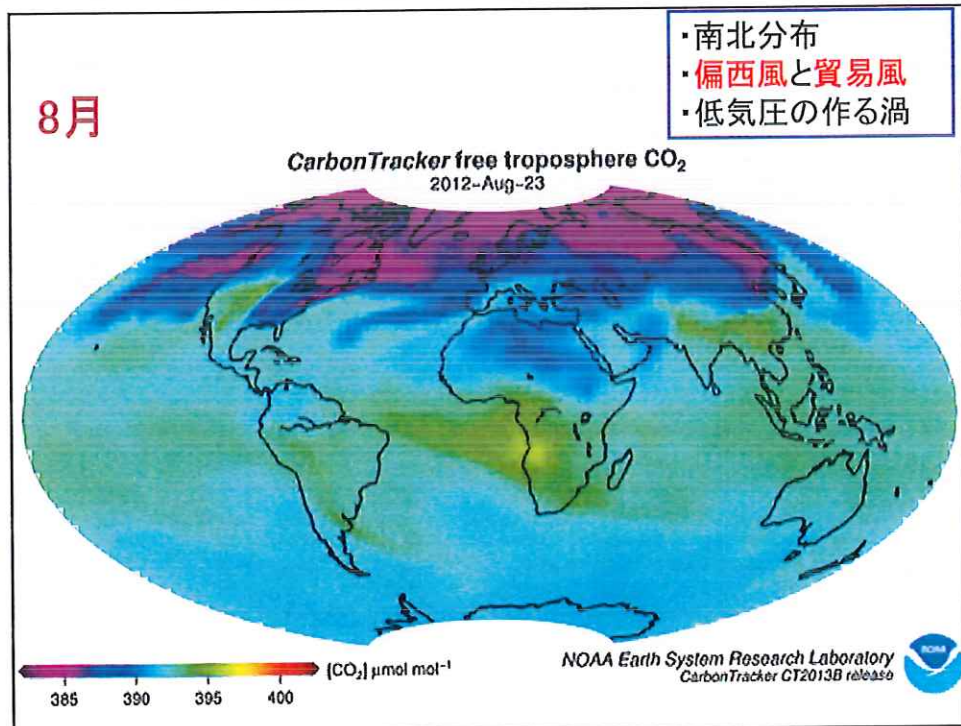 ・南北分布
・偏西風と貿易風
・低気圧の作る渦
8月
CarbonTracker free troposphere CO₂
2012-Aug-23
385 390 395 400
[CO₂] μmol mol⁻¹
NOAA Earth System Research Laboratory
CarbonTracker CT2013B release
NOAA